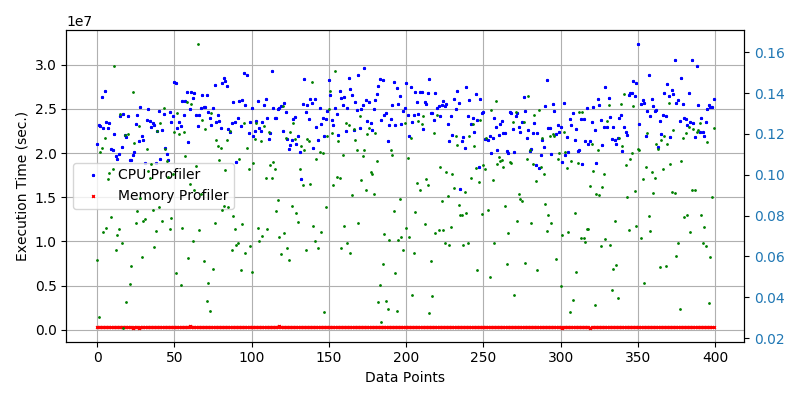 1e7
3.0
2.5
2.0
1.5
1.0
0.5
0.0
Execution Time (sec.)
CPU Profiler
Memory Profiler
0.16
0.14
0.12
0.10
0.08
0.06
0.04
0.02
0 50 100 150 200 250 300 350 400
Data Points